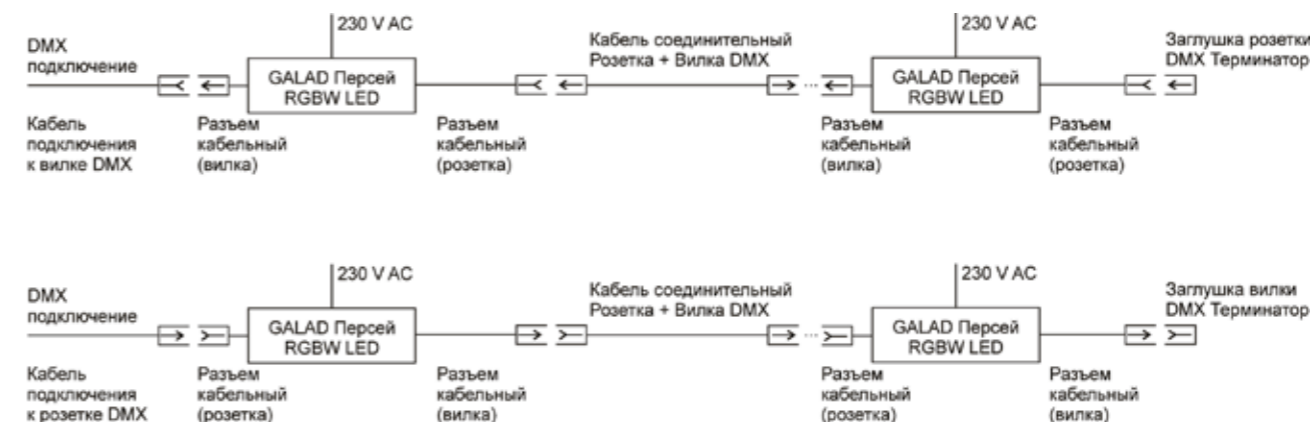 230 V AC
230 V AC
DMX
подключение
Кабель соединительный
Розетка + Вилка DMX
Заглушка розетки
DMX Терминатор
GALAD Персей
RGBW LED
GALAD Персей
RGBW LED
Кабель
подключения
к вилке DMX
Разъем
кабельный
(вилка)
Разъем
кабельный
(розетка)
Разъем
кабельный
(вилка)
Разъем
кабельный
(розетка)
230 V AC
230 V AC
DMX
подключение
Кабель соединительный
Розетка + Вилка DMX
Заглушка вилки
DMX Терминатор
GALAD Персей
RGBW LED
GALAD Персей
RGBW LED
Кабель
подключения
к розетке DMX
Разъем
кабельный
(розетка)
Разъем
кабельный
(вилка)
Разъем
кабельный
(розетка)
Разъем
кабельный
(вилка)